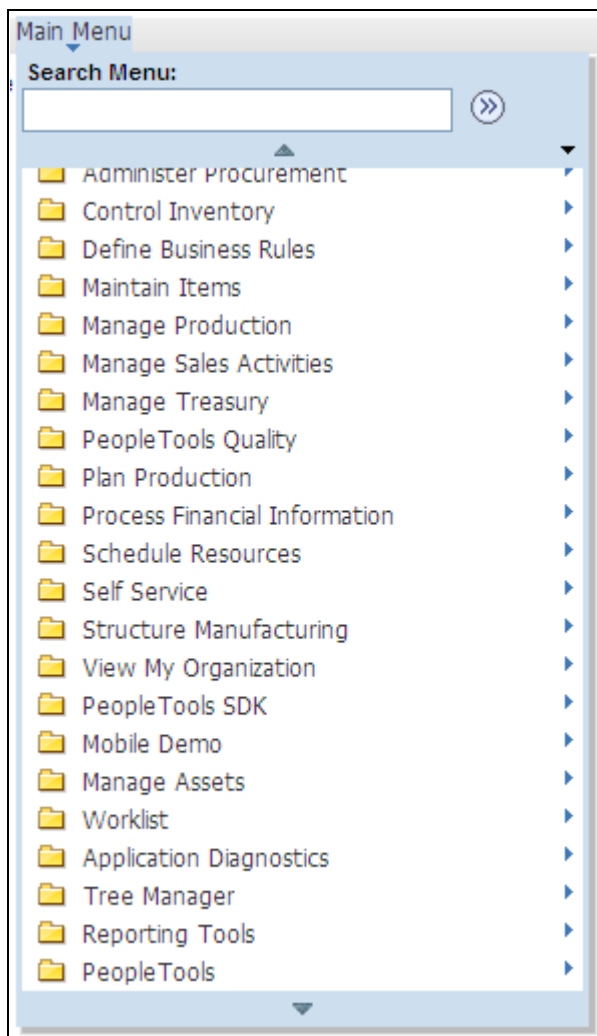 Main Menu
Search Menu:
Administer Procurement
Control Inventory
Define Business Rules
Maintain Items
Manage Production
Manage Sales Activities
Manage Treasury
PeopleTools Quality
Plan Production
Process Financial Information
Schedule Resources
Self Service
Structure Manufacturing
View My Organization
PeopleTools SDK
Mobile Demo
Manage Assets
Worklist
Application Diagnostics
Tree Manager
Reporting Tools
PeopleTools